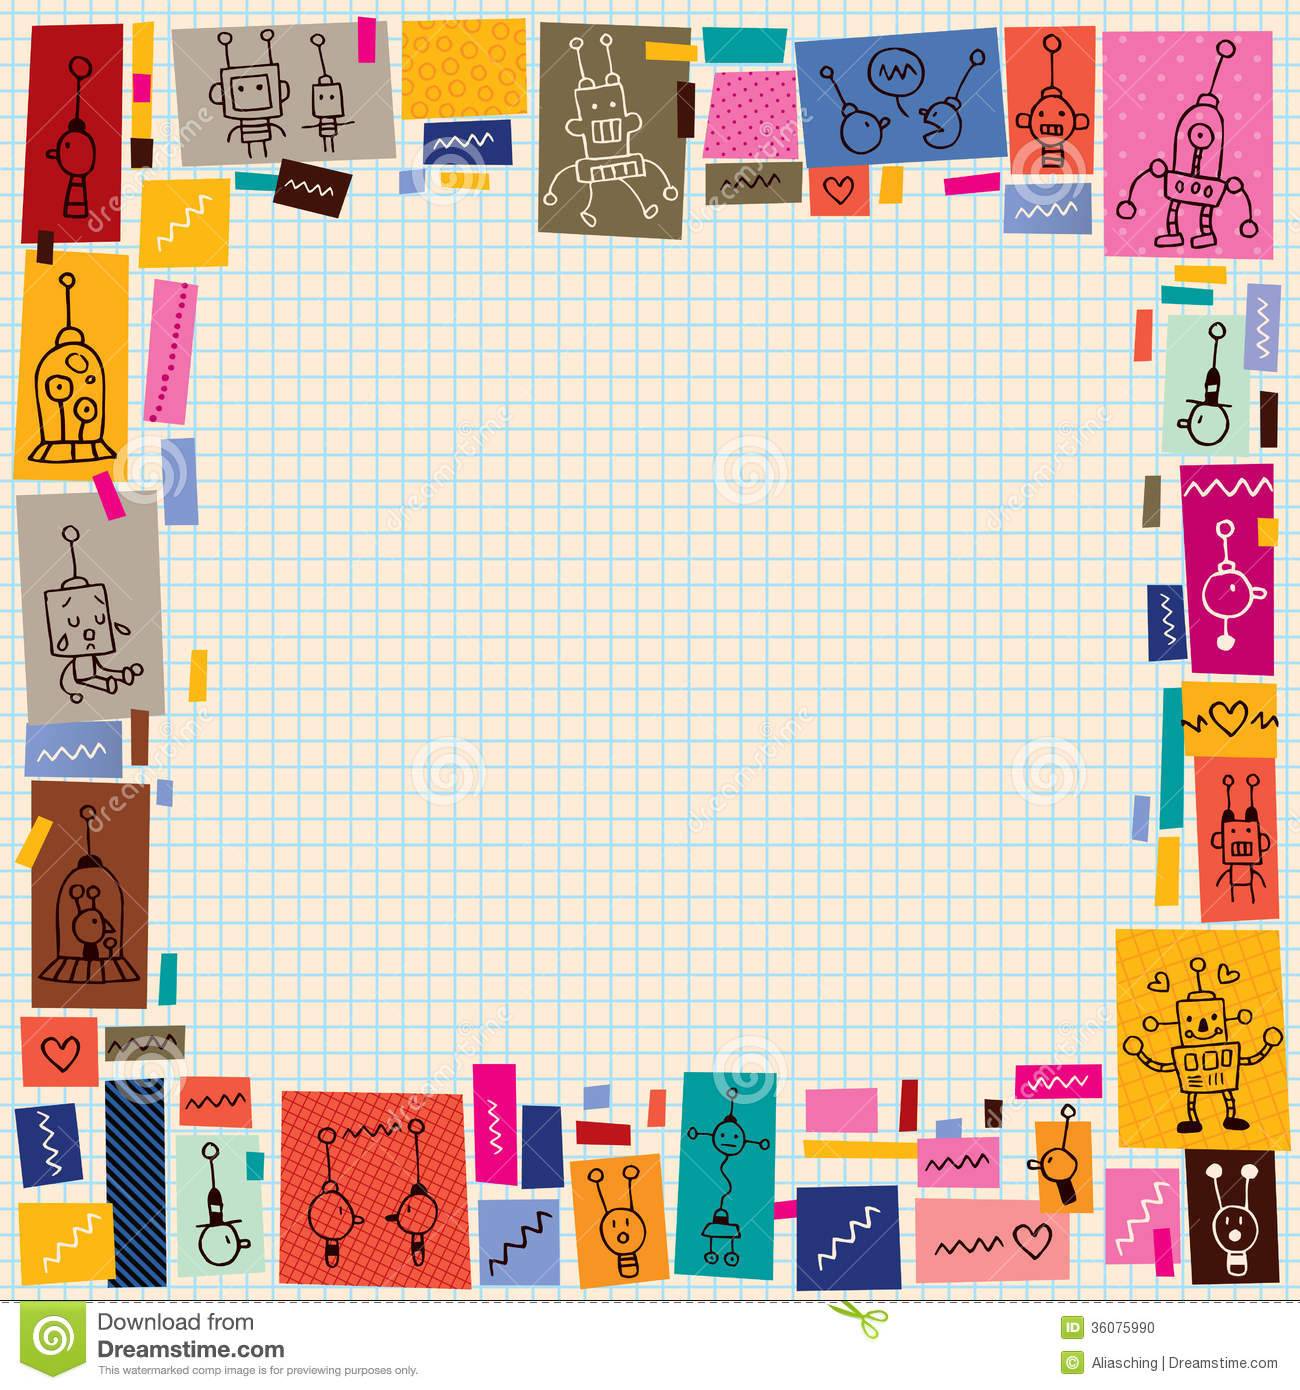 Download from
Dreamstime.com
This watermarked comp image is for previewing purposes only.
ID 36075990
© Aliasching | Dreamstime.com